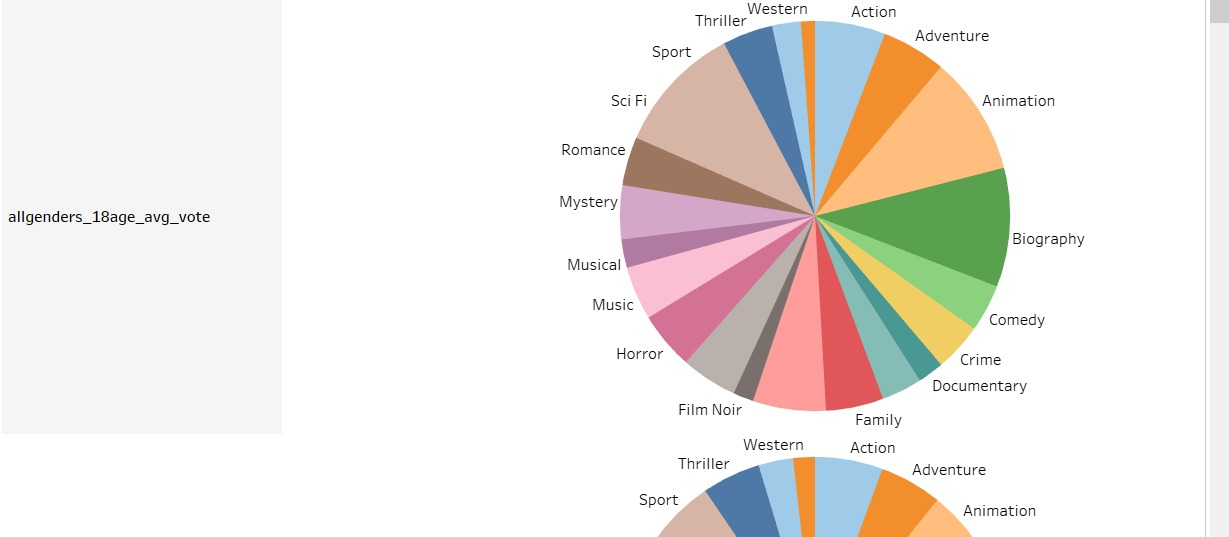 Western
Action
Thriller
Adventure
Sport
Animation
Sci Fi
Romance
Mystery
allgenders_18age_avg_vote
Biography
Musical
Music
Comedy
Horror
Crime
Documentary
Film Noir
Family
Western
Action
Thriller
Adventure
Sport
Animation